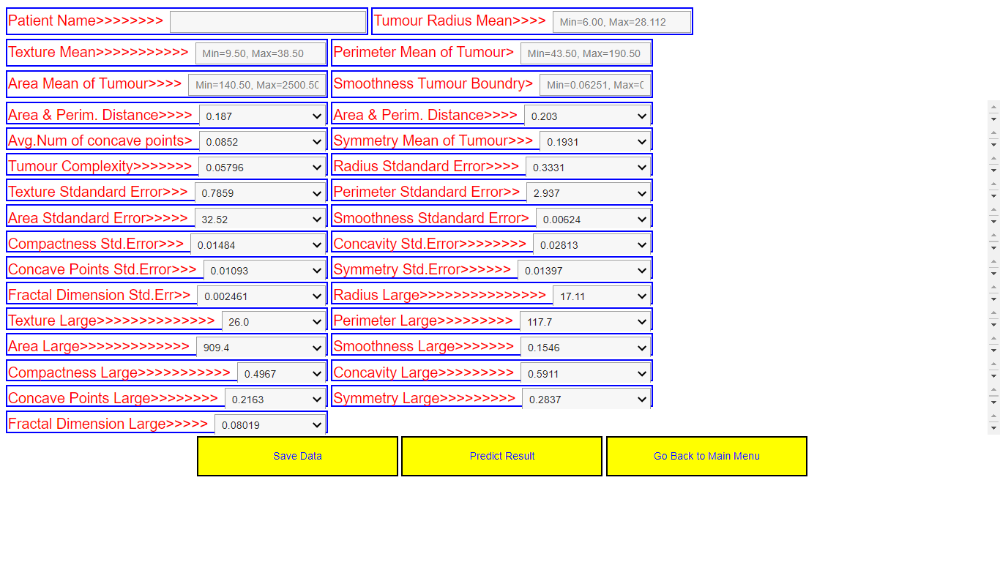 Patient Name>>>>>>>> Tumour Radius Mean>>>> Min=6.00, Max=28.112
Texture Mean>>>>>>>>>>> Min=9.50, Max=38.50 Perimeter Mean of Tumour> Min=43.50, Max=190.50
Area Mean of Tumour>>>> Min=140.50, Max=2500.50 Smoothness Tumour Boundry> Min=0.06251, Max=0
Area & Perim. Distance>>>> 0.187 Area & Perim. Distance>>>> 0.203
Avg.Num of concave points> 0.0852 Symmetry Mean of Tumour>>> 0.1931
Tumour Complexity>>>>>>> 0.05796 Radius Stdandard Error>>>> 0.3331
Texture Stdandard Error>>> 0.7859 Perimeter Stdandard Error>> 2.937
Area Stdandard Error>>>>> 32.52 Smoothness Stdandard Error> 0.00624
Compactness Std.Error>>> 0.01484 Concavity Std.Error>>>>>>>> 0.02813
Concave Points Std.Error>>> 0.01093 Symmetry Std.Error>>>>>> 0.01397
Fractal Dimension Std.Err>> 0.002461 Radius Large>>>>>>>>>>>>>>> 17.11
Texture Large>>>>>>>>>>>>>> 26.0 Perimeter Large>>>>>>>>> 117.7
Area Large>>>>>>>>>>>>> 909.4 Smoothness Large>>>>>>> 0.1546
Compactness Large>>>>>>>>>>> 0.4967 Concavity Large>>>>>>>>> 0.5911
Concave Points Large>>>>>>>> 0.2163 Symmetry Large>>>>>>>>> 0.2837
Fractal Dimension Large>>>>> 0.08019
Save Data Predict Result Go Back to Main Menu